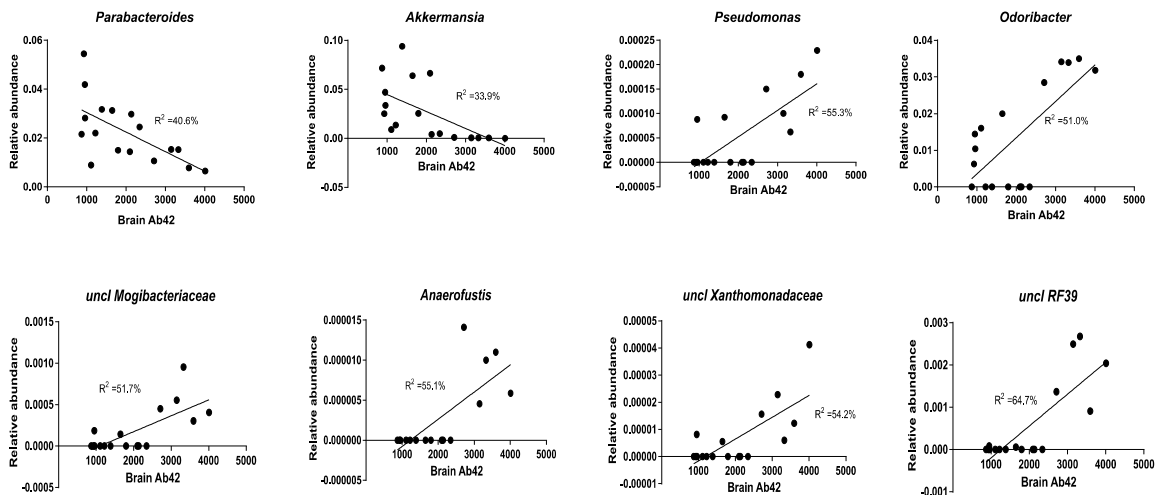 Parabacteroides
Relative abundance
0.06
0.04
0.02
0.00
R2 =40.6%
0 1000 2000 3000 4000 5000
Brain Ab42
Akkermansia
Relative abundance
0.10
0.05
0.00
-0.05
R2 =33.9%
1000 2000 3000 4000 5000
Brain Ab42
Pseudomonas
Relative abundance
0.00025
0.00020
0.00015
0.00010
0.00005
0.00000
-0.00005
R2 =55.3%
1000 2000 3000 4000 5000
Brain Ab42
Odoribacter
Relative abundance
0.04
0.03
0.02
0.01
0.00
R2 =51.0%
0 1000 2000 3000 4000 5000
Brain Ab42
uncl Mogibacteriaceae
Relative abundance
0.0015
0.0010
0.0005
0.0000
-0.0005
R2 =51.7%
1000 2000 3000 4000 5000
Brain Ab42
Anaerofustis
Relative abundance
0.000015
0.000010
0.000005
0.000000
-0.000005
R2 =55.1%
1000 2000 3000 4000 5000
Brain Ab42
uncl Xanthomonadaceae
Relative abundance
0.00005
0.00004
0.00003
0.00002
0.00001
0.00000
-0.00001
R2 =54.2%
1000 2000 3000 4000 5000
Brain Ab42
uncl RF39
Relative abundance
0.003
0.002
0.001
0.000
-0.001
R2 =64.7%
1000 2000 3000 4000 5000
Brain Ab42